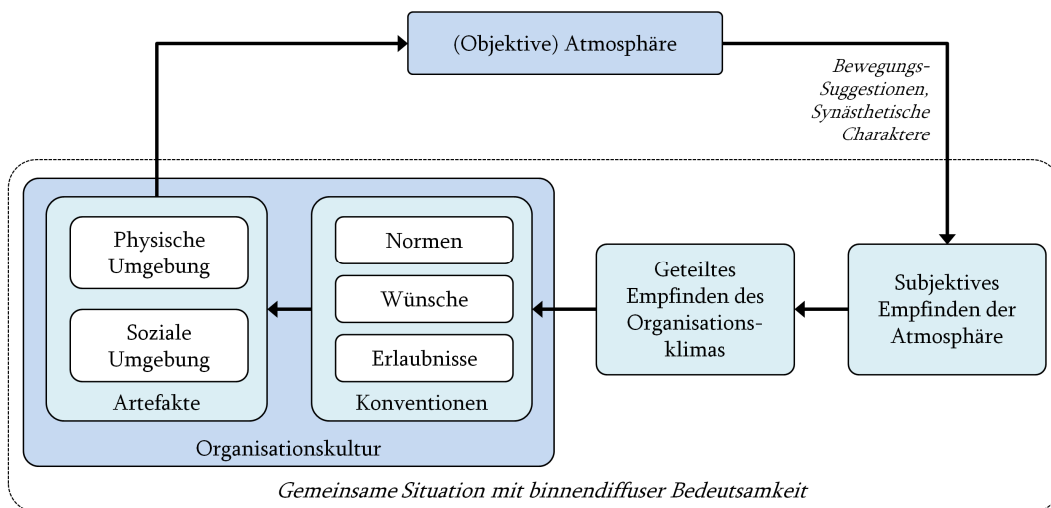 (Objektive) Atmosphäre
Bewegungs-
Suggestionen,
Synästhetische
Charaktere
Physische
Umgebung
Soziale
Umgebung
Artefakte
Normen
Wünsche
Erlaubnisse
Konventionen
Organisationskultur
Geteiltes
Empfinden des
Organisations-
klimas
Subjektives
Empfinden der
Atmosphäre
Gemeinsame Situation mit binnendiffuser Bedeutsamkeit